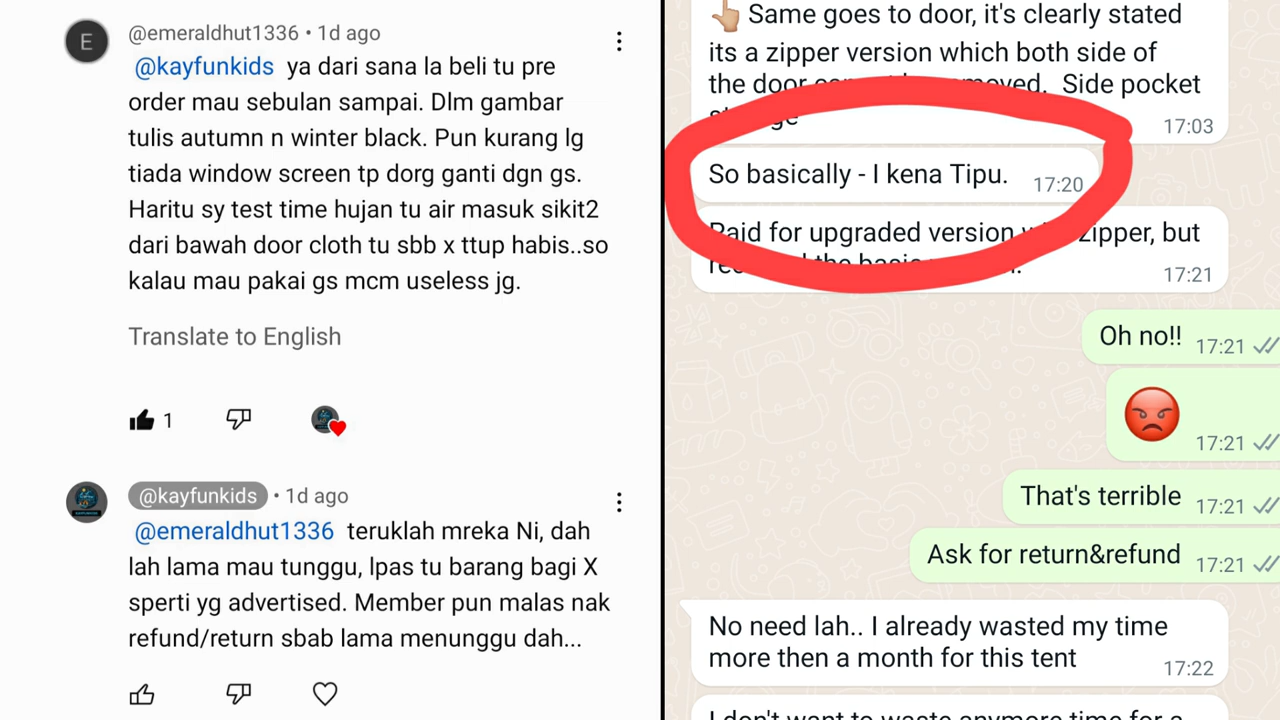 E
@emeraldhut1336 • 1d ago
@kayfunkids ya dari sana la beli tu pre
order mau sebulan sampai. Dlm gambar
tulis autumn n winter black. Pun kurang lg
tiada window screen tp dorg ganti dgn gs.
Haritu sy test time hujan tu air masuk sikit2
dari bawah door cloth tu sbb x ttup habis..so
kalau mau pakai gs mcm useless jg.
Translate to English
1
@kayfunkids • 1d ago
@emeraldhut1336 teruklah mreka Ni, dah
lah lama mau tunggu, lpas tu barang bagi X
sperti yg advertised. Member pun malas nak
refund/return sbab lama menunggu dah...
Same goes to door, it's clearly stated
its a zipper version which both side of
the door Side pocket
17:03
So basically - I kena Tipu. 17:20
Paid for upgraded version zipper, but
the basic
17:21
Oh no!! 17:21
17:21
That's terrible 17:21
Ask for return&refund 17:21
No need lah.. I already wasted my time
more then a month for this tent
17:22
I don't want to waste anymore time for a